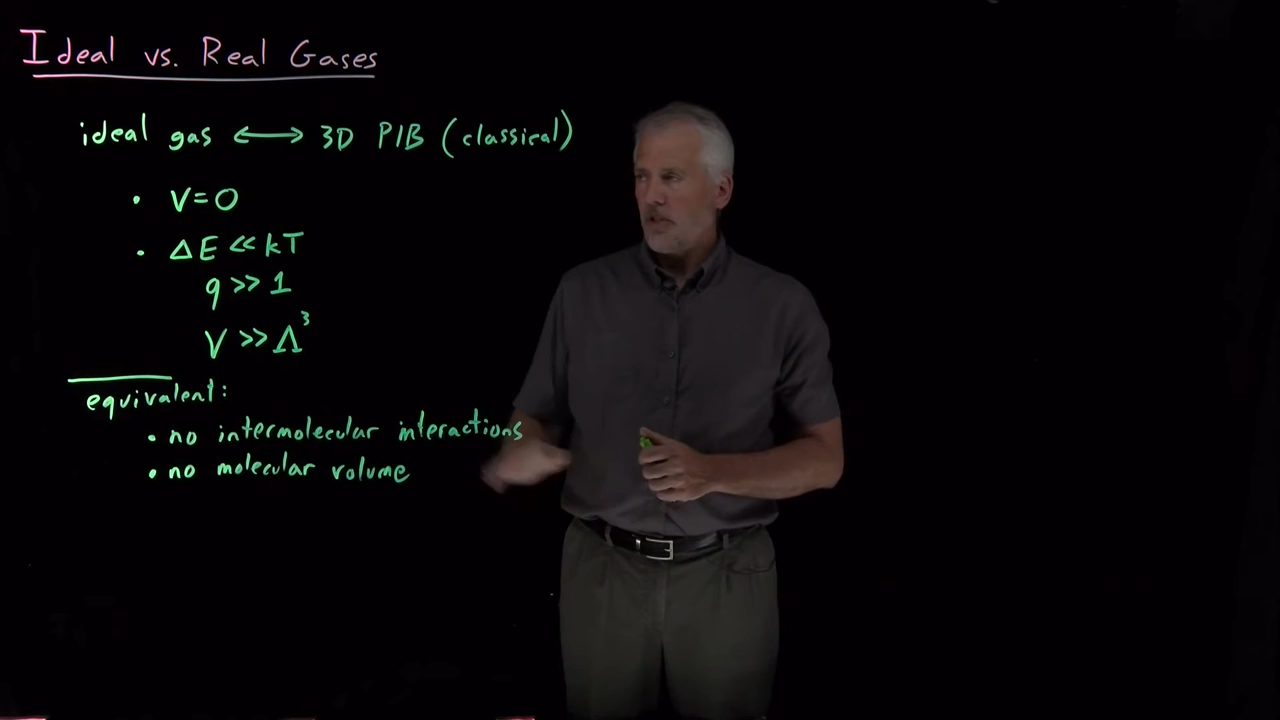 Ideal vs. Real Gases
ideal gas ⟷ 3D PIB (classical)
• V=0
• ΔE ≪ kT
q ≫ 1
V ≫ Λ³
equivalent:
• no intermolecular interactions
• no molecular volume